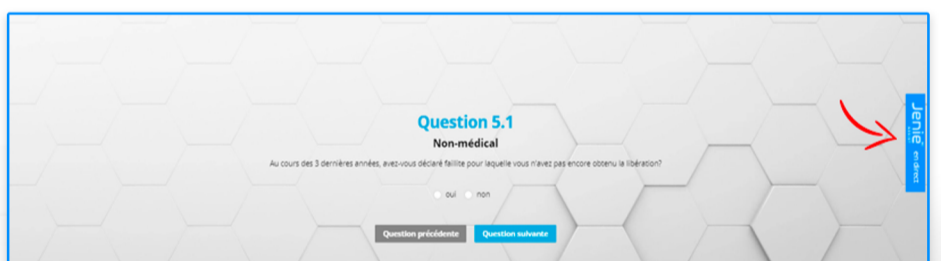 Question 5.1
Non-médical
Au cours des 3 dernières années, avez-vous déclaré faillite pour laquelle vous n'avez pas encore obtenu la libération?
oui non
Question précédente Question suivante
Jenie en direct